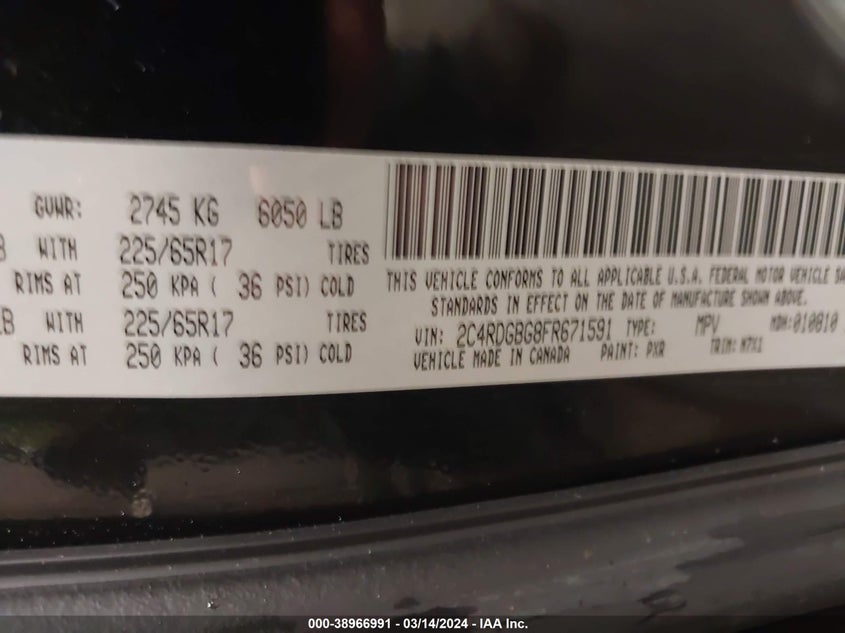 GVWR: 2745 KG 6050 LB
B WITH 225/65R17 TIRES
RIMS AT 250 KPA ( 36 PSI) COLD
LB WITH 225/65R17 TIRES
RIMS AT 250 KPA ( 36 PSI) COLD
THIS VEHICLE CONFORMS TO ALL APPLICABLE U.S.A. FEDERAL MOTOR VEHICLE SA
STANDARDS IN EFFECT ON THE DATE OF MANUFACTURE SHOWN ABOVE.
VIN: 2C4RDGBG8FR671591 TYPE: MPV MDH: 010810
VEHICLE MADE IN CANADA PAINT: PXR TRIM:
000-38966991 — 03/14/2024 — IAA Inc.